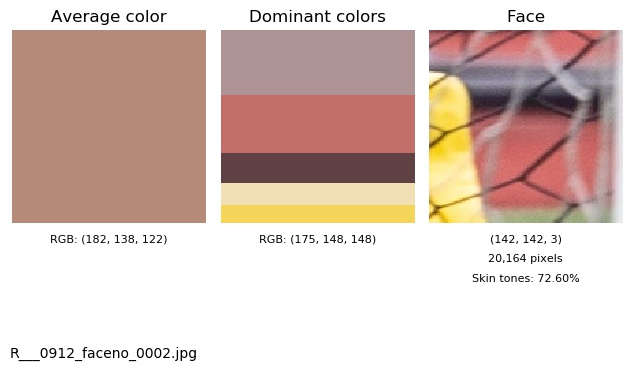 Average color
Dominant colors
Face
RGB: (182, 138, 122)
RGB: (175, 148, 148)
(142, 142, 3)
20,164 pixels
Skin tones: 72.60%
R___0912_faceno_0002.jpg